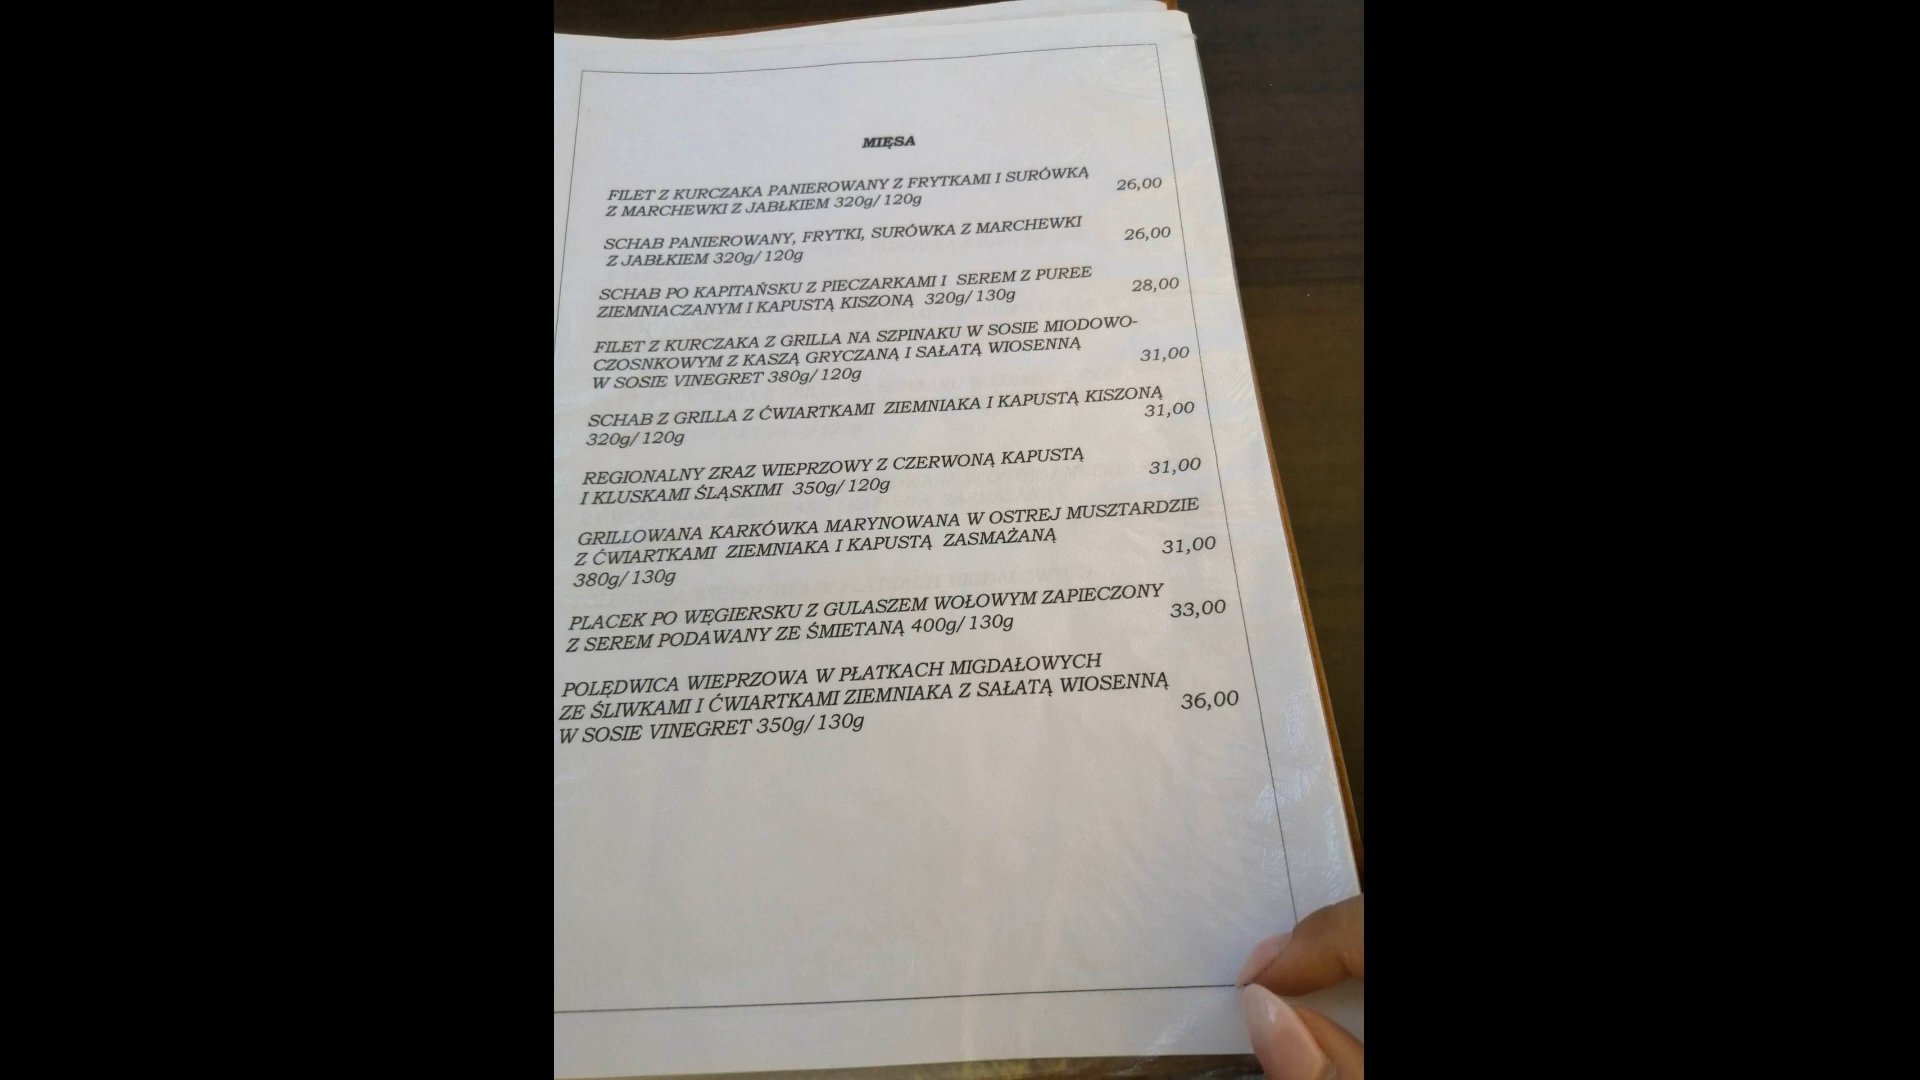 MIĘSA
FILET Z KURCZAKA PANIEROWANY Z FRYTKAMI I SURÓWKĄ
Z MARCHEWKI Z JABŁKIEM 320g/120g 26,00
SCHAB PANIEROWANY, FRYTKI, SURÓWKA Z MARCHEWKI
Z JABŁKIEM 320g/120g 26,00
SCHAB PO KAPITAŃSKU Z PIECZARKAMI I SEREM Z PUREE
ZIEMNIACZANYM I KAPUSTĄ KISZONĄ 320g/130g 28,00
FILET Z KURCZAKA Z GRILLA NA SZPINAKU W SOSIE MIODOWO-
CZOSNKOWYM Z KASZĄ GRYCZANĄ I SAŁATĄ WIOSENNĄ
W SOSIE VINEGRET 380g/120g 31,00
SCHAB Z GRILLA Z ĆWIARTKAMI ZIEMNIAKA I KAPUSTĄ KISZONĄ
320g/120g 31,00
REGIONALNY ZRAZ WIEPRZOWY Z CZERWONĄ KAPUSTĄ
I KLUSKAMI ŚLĄSKIMI 350g/120g 31,00
GRILLOWANA KARKÓWKA MARYNOWANA W OSTREJ MUSZTARDZIE
Z ĆWIARTKAMI ZIEMNIAKA I KAPUSTĄ ZASMAŻANĄ 31,00
380g/130g
PLACEK PO WĘGIERSKU Z GULASZEM WOŁOWYM ZAPIECZONY
Z SEREM PODAWANY ZE ŚMIETANĄ 400g/130g 33,00
POLĘDWICA WIEPRZOWA W PŁATKACH MIGDAŁOWYCH
ZE ŚLIWKAMI I ĆWIARTKAMI ZIEMNIAKA Z SAŁATĄ WIOSENNĄ
W SOSIE VINEGRET 350g/130g 36,00